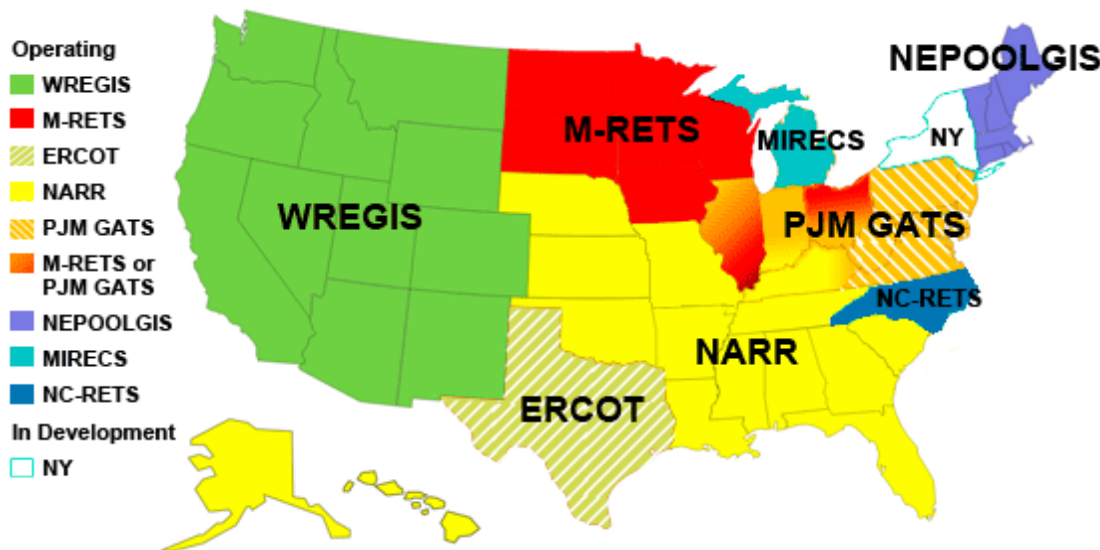 Operating
WREGIS
M-RETS
ERCOT
NARR
PJM GATS
M-RETS or
PJM GATS
NEPOOLGIS
MIRECS
NC-RETS
In Development
NY
NEPOOLGIS
M-RETS
MIRECS
NY
WREGIS
PJM GATS
NC-RETS
NARR
ERCOT